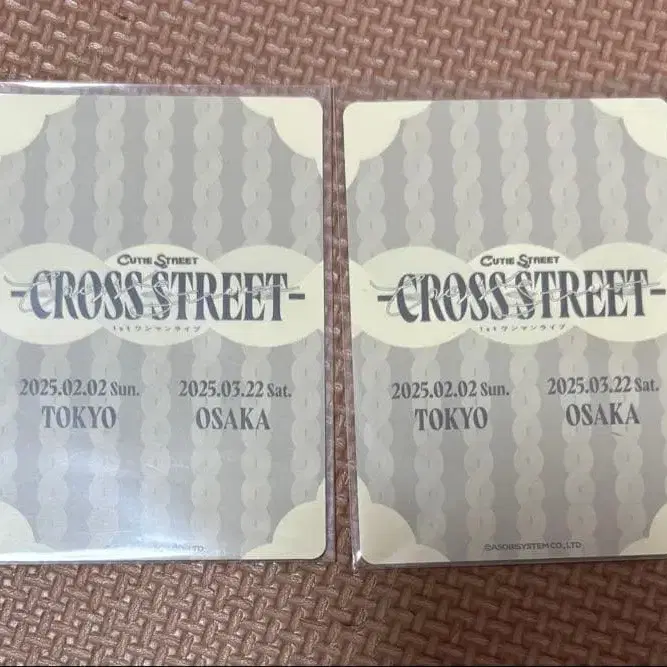 CUTIE STREET
-CROSS STREET-
1st ワンマンライブ
2025.02.02 Sun.
TOKYO
2025.03.22 Sat.
OSAKA
CUTIE STREET
-CROSS STREET-
1st ワンマンライブ
2025.02.02 Sun.
TOKYO
2025.03.22 Sat.
OSAKA
©ASOBISYSTEM CO.,LTD.